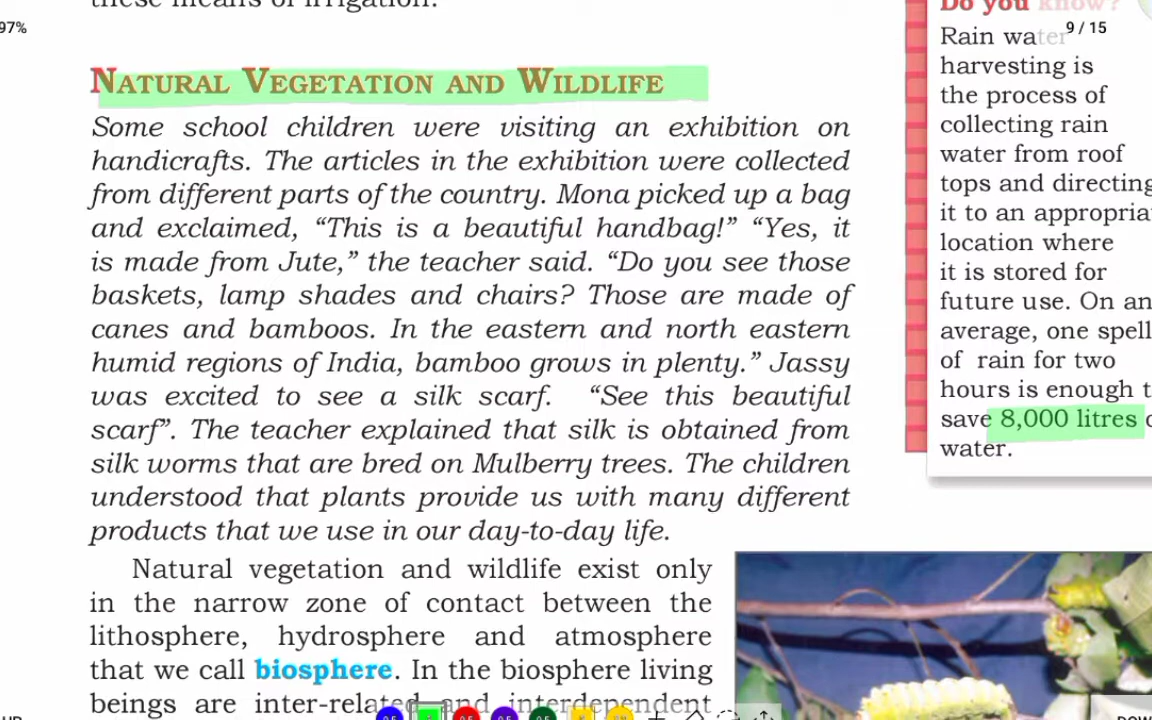 these means of irrigation.
97%
9 / 15
NATURAL VEGETATION AND WILDLIFE
Some school children were visiting an exhibition on
handicrafts. The articles in the exhibition were collected
from different parts of the country. Mona picked up a bag
and exclaimed, “This is a beautiful handbag!” “Yes, it
is made from Jute,” the teacher said. “Do you see those
baskets, lamp shades and chairs? Those are made of
canes and bamboos. In the eastern and north eastern
humid regions of India, bamboo grows in plenty.” Jassy
was excited to see a silk scarf. “See this beautiful
scarf”. The teacher explained that silk is obtained from
silk worms that are bred on Mulberry trees. The children
understood that plants provide us with many different
products that we use in our day-to-day life.
Natural vegetation and wildlife exist only
in the narrow zone of contact between the
lithosphere, hydrosphere and atmosphere
that we call biosphere. In the biosphere living
beings are inter-related and interdependent
Do you know?
Rain water
harvesting is
the process of
collecting rain
water from roof
tops and directing
it to an appropria
location where
it is stored for
future use. On an
average, one spell
of rain for two
hours is enough t
save 8,000 litres o
water.